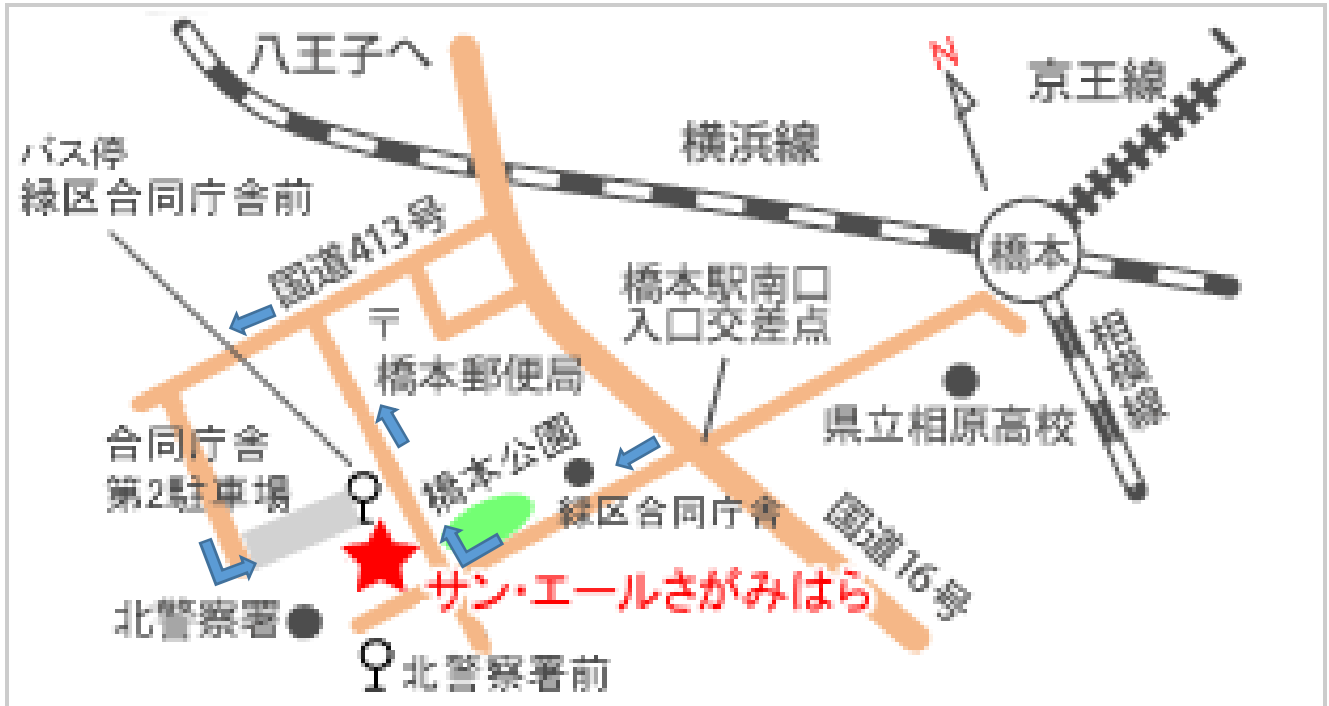 八王子へ
N
京王線
横浜線
バス停
緑区合同庁舎前
国道413号
橋本
橋本駅南口
入口交差点
〒
橋本郵便局
相模線
県立相原高校
合同庁舎
第2駐車場
橋本公園
緑区合同庁舎
国道16号
サン・エールさがみはら
北警察署
北警察署前